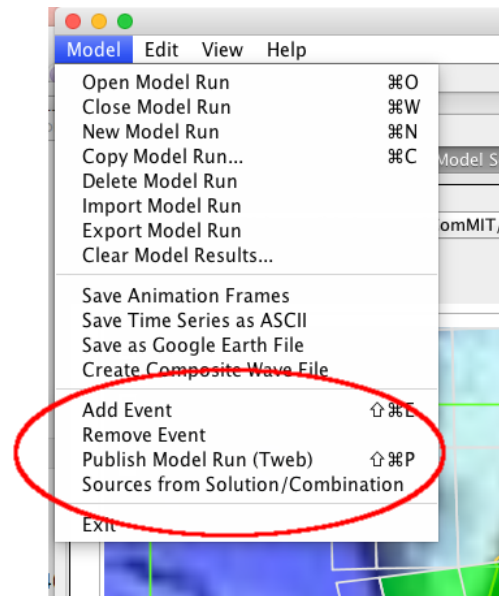 Model Edit View Help
Open Model Run ⌘O
Close Model Run ⌘W
New Model Run ⌘N
Copy Model Run... ⌘C
Delete Model Run
Import Model Run
Export Model Run
Clear Model Results...
Save Animation Frames
Save Time Series as ASCII
Save as Google Earth File
Create Composite Wave File
Add Event ⇧⌘E
Remove Event
Publish Model Run (Tweb) ⇧⌘P
Sources from Solution/Combination
Exit
Model S
omMIT/